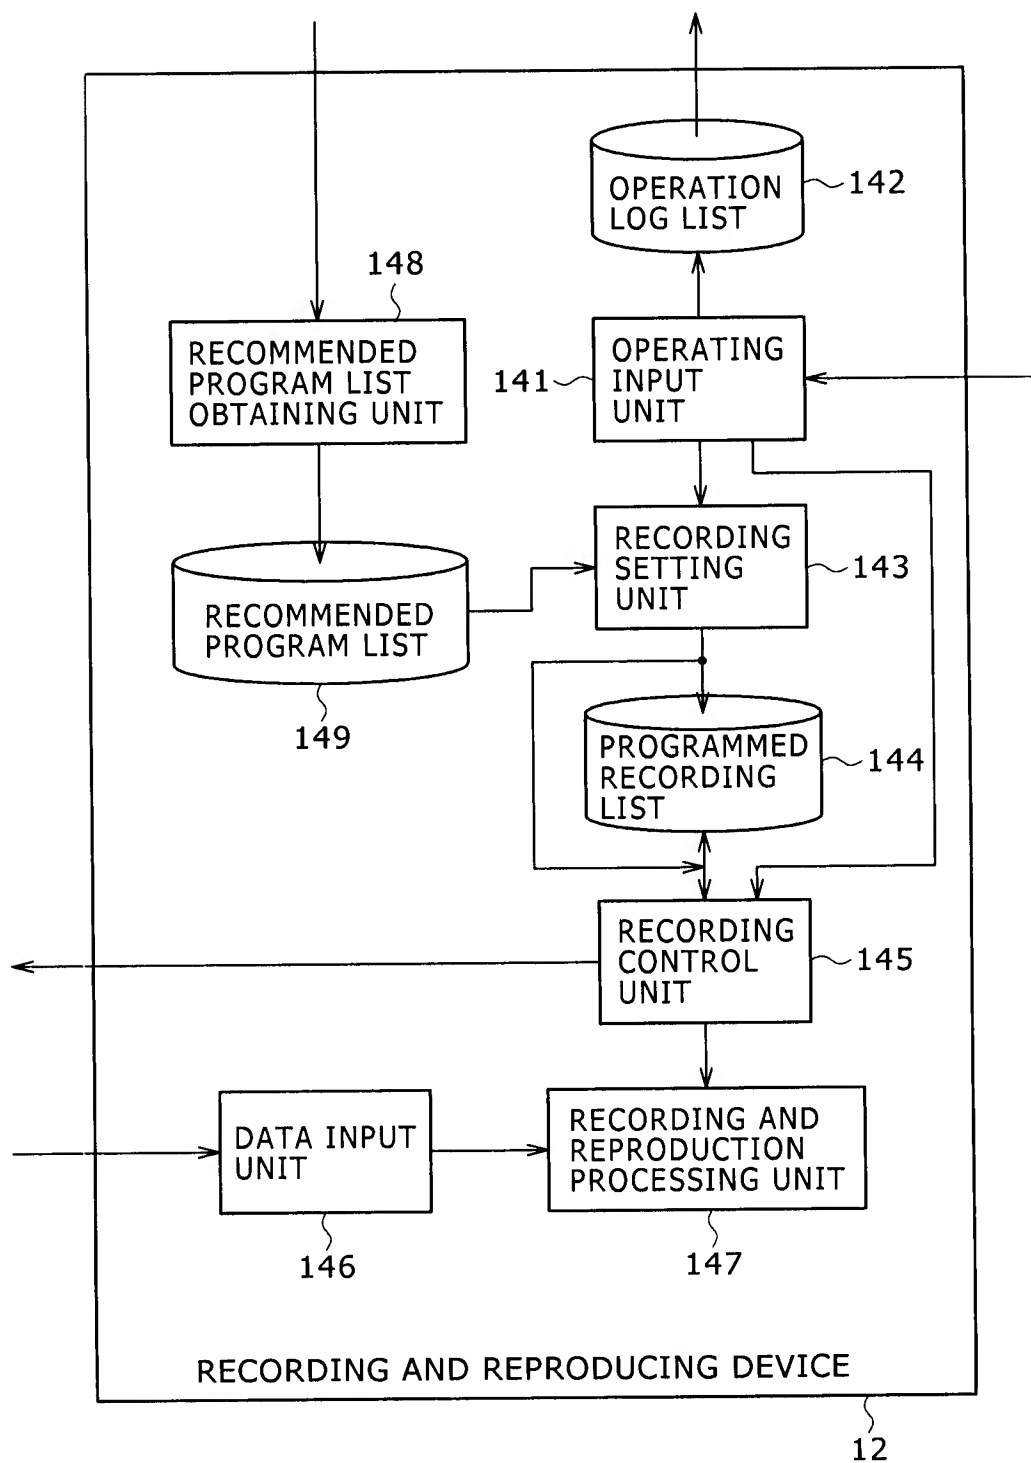 OPERATION
LOG LIST
142
148
RECOMMENDED
PROGRAM LIST
OBTAINING UNIT
141
OPERATING
INPUT
UNIT
RECORDING
SETTING
UNIT
143
RECOMMENDED
PROGRAM LIST
149
PROGRAMMED
RECORDING
LIST
144
RECORDING
CONTROL
UNIT
145
DATA INPUT
UNIT
146
RECORDING AND
REPRODUCTION
PROCESSING UNIT
147
RECORDING AND REPRODUCING DEVICE
12